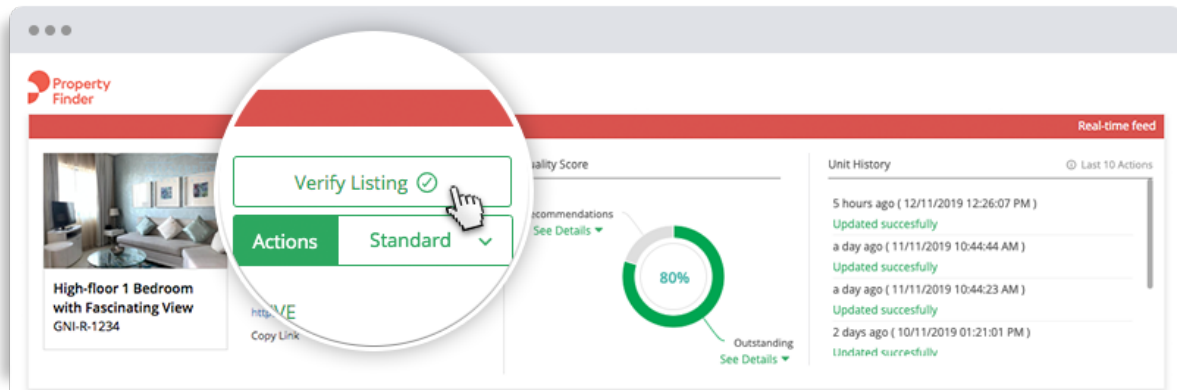 Property
Finder
Real-time feed
High-floor 1 Bedroom
with Fascinating View
GNI-R-1234
Verify Listing
Actions Standard
Copy Link
Score
See Details
80%
Outstanding
See Details
Unit History
Last 10 Actions
5 hours ago ( 12/11/2019 12:26:07 PM )
Updated succesfully
a day ago ( 11/11/2019 10:44:44 AM )
Updated succesfully
a day ago ( 11/11/2019 10:44:23 AM )
Updated succesfully
2 days ago ( 10/11/2019 01:21:01 PM )
Updated succesfully